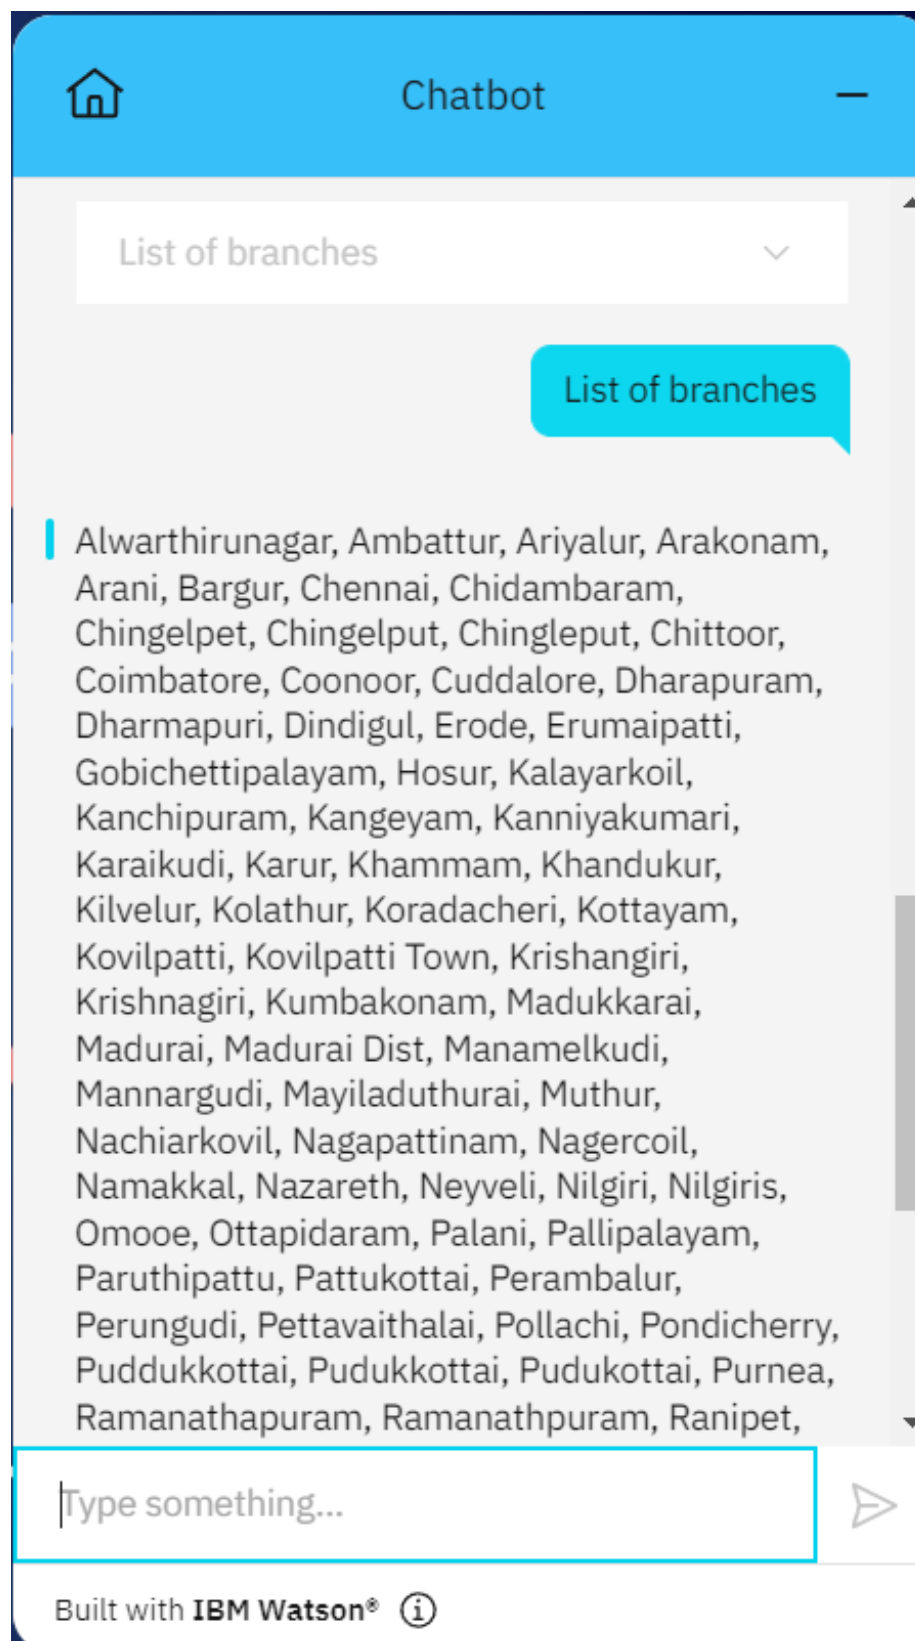 Chatbot
List of branches
List of branches
Alwarthirunagar, Ambattur, Ariyalur, Arakonam,
Arani, Bargur, Chennai, Chidambaram,
Chingelpet, Chingelput, Chingleput, Chittoor,
Coimbatore, Coonoor, Cuddalore, Dharapuram,
Dharmapuri, Dindigul, Erode, Erumaipatti,
Gobichettipalayam, Hosur, Kalayarkoil,
Kanchipuram, Kangeyam, Kanniyakumari,
Karaikudi, Karur, Khammam, Khandukur,
Kilvelur, Kolathur, Koradacheri, Kottayam,
Kovilpatti, Kovilpatti Town, Krishangiri,
Krishnagiri, Kumbakonam, Madukkarai,
Madurai, Madurai Dist, Manamelkudi,
Mannargudi, Mayiladuthurai, Muthur,
Nachiarkovil, Nagapattinam, Nagercoil,
Namakkal, Nazareth, Neyveli, Nilgiri, Nilgiris,
Omooe, Ottapidaram, Palani, Pallipalayam,
Paruthipattu, Pattukottai, Perambalur,
Perungudi, Pettavaithalai, Pollachi, Pondicherry,
Puddukkottai, Pudukkottai, Pudukottai, Purnea,
Ramanathapuram, Ramanathpuram, Ranipet,
Type something...
Built with IBM Watson®